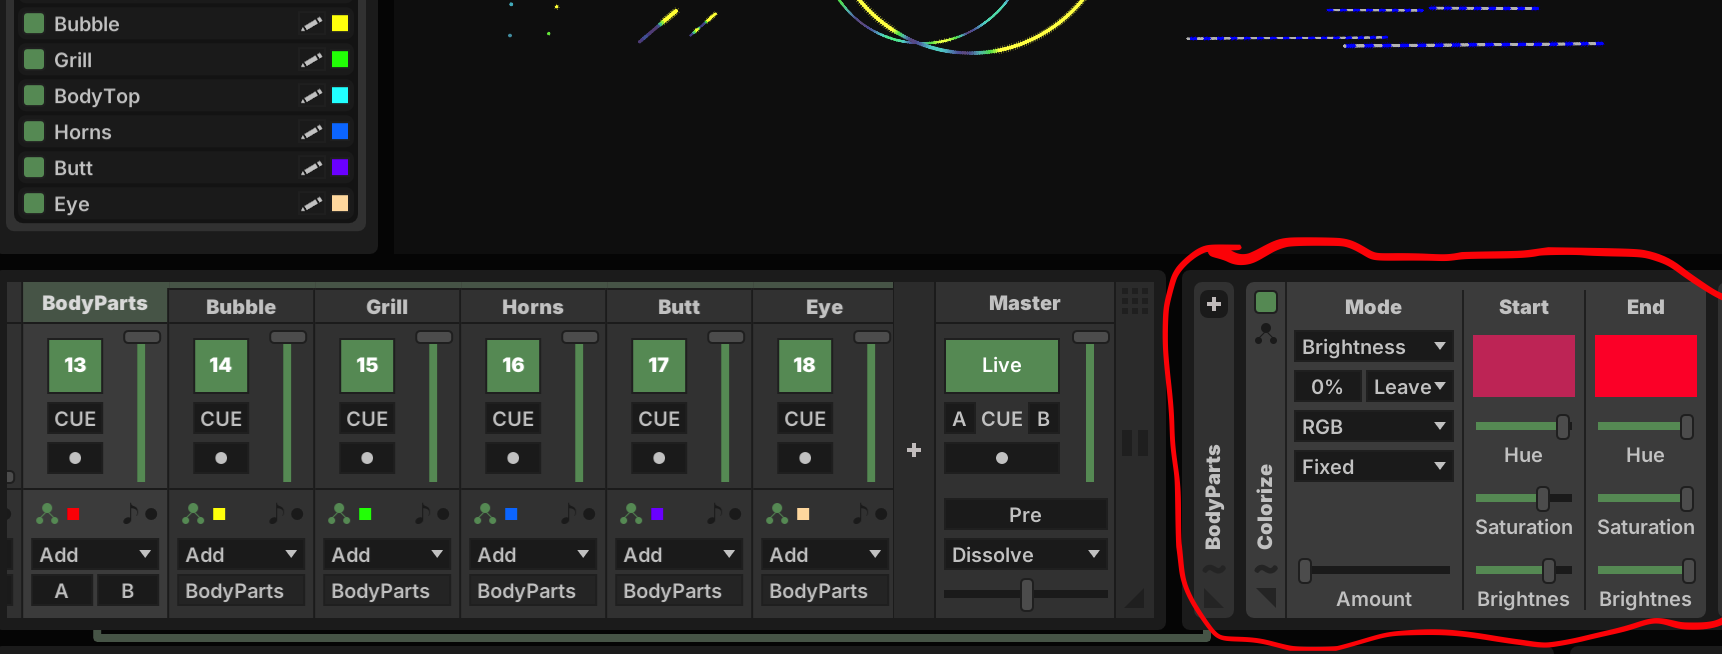 Bubble
Grill
BodyTop
Horns
Butt
Eye
BodyParts
Bubble
Grill
Horns
Butt
Eye
Master
13
14
15
16
17
18
Live
CUE
CUE
CUE
CUE
CUE
CUE
A CUE B
Pre
Add
Add
Add
Add
Add
Add
Dissolve
A B
BodyParts
BodyParts
BodyParts
BodyParts
BodyParts
BodyParts
Colorize
Mode
Brightness
0% Leave
RGB
Fixed
Amount
Start
Hue
Saturation
Brightnes
End
Hue
Saturation
Brightnes